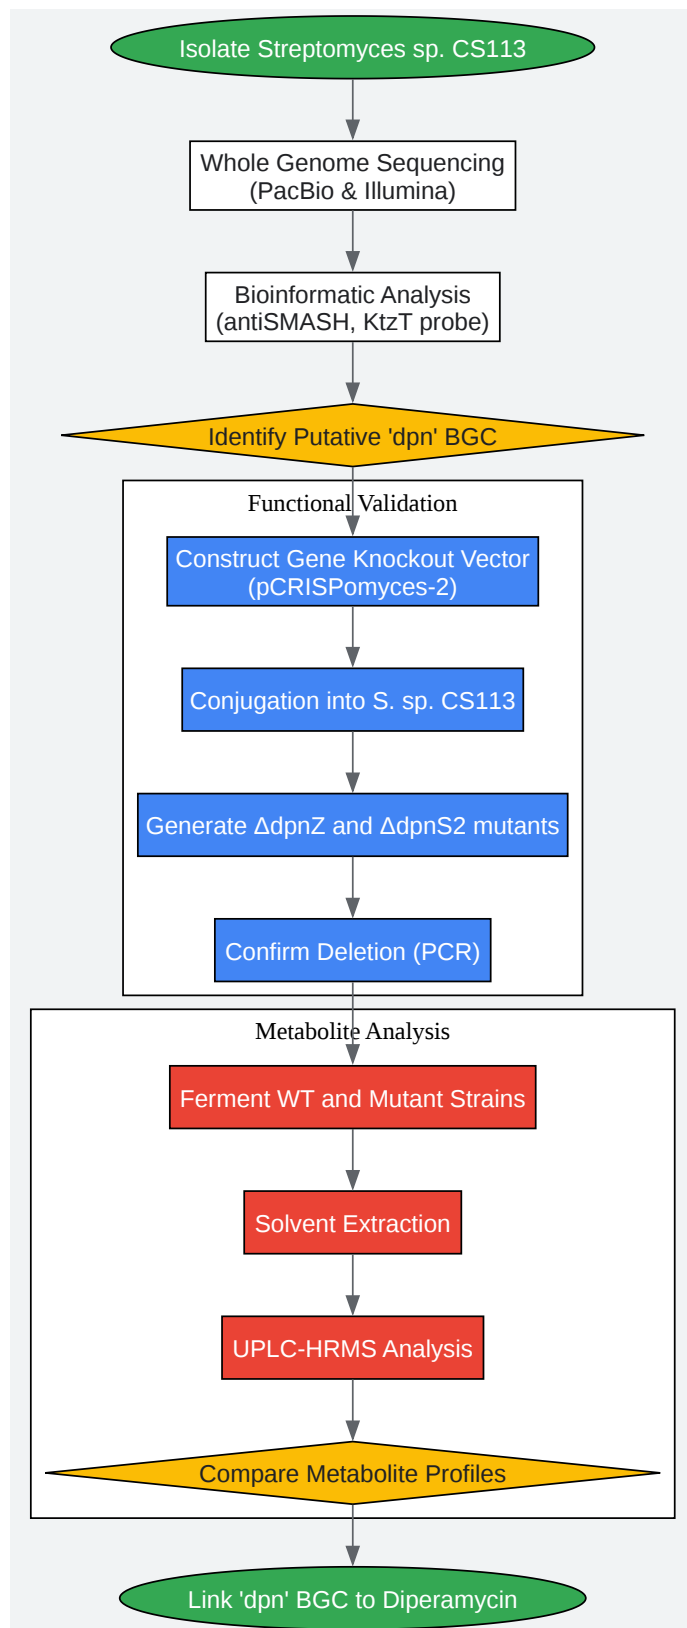 Isolate Streptomyces sp. CS113
Whole Genome Sequencing
(PacBio & Illumina)
Bioinformatic Analysis
(antiSMASH, KtzT probe)
Identify Putative 'dpn' BGC
Functional Validation
Construct Gene Knockout Vector
(pCRISPomyces-2)
Conjugation into S. sp. CS113
Generate ΔdpnZ and ΔdpnS2 mutants
Confirm Deletion (PCR)
Metabolite Analysis
Ferment WT and Mutant Strains
Solvent Extraction
UPLC-HRMS Analysis
Compare Metabolite Profiles
Link 'dpn' BGC to Diperamycin